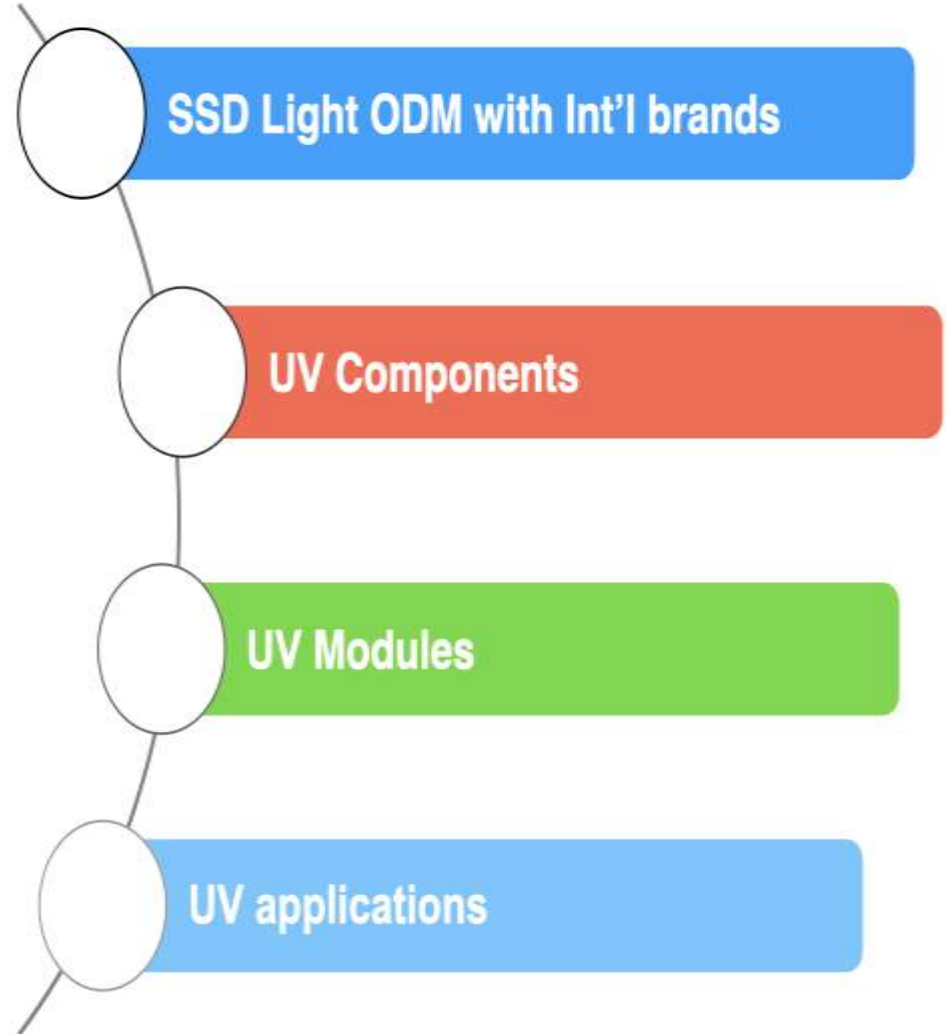 SSD Light ODM with Int’l brands
UV Components
UV Modules
UV applications